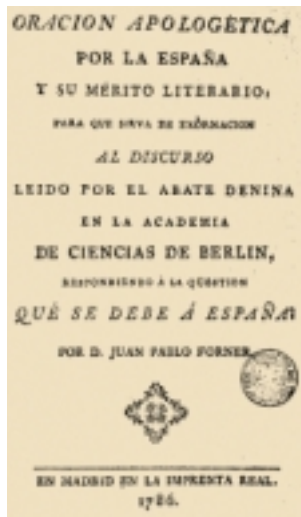 ORACION APOLOGÉTICA
POR LA ESPAÑA
Y SU MÉRITO LITERARIO,
PARA QUE SIRVA DE EXÔRNACION
AL DISCURSO
LEIDO POR EL ABATE DENINA
EN LA ACADEMIA
DE CIENCIAS DE BERLIN,
RESPONDIENDO Á LA QÜESTION
QUÉ SE DEBE Á ESPAÑA?
POR D. JUAN PABLO FORNER.
EN MADRID EN LA IMPRENTA REAL.
1786.